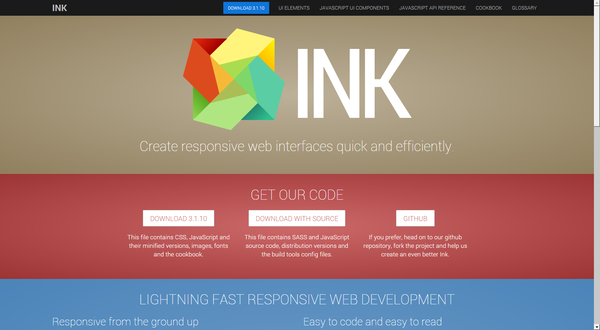 INK
DOWNLOAD 3.1.10
UI ELEMENTS
JAVASCRIPT UI COMPONENTS
JAVASCRIPT API REFERENCE
COOKBOOK
GLOSSARY
INK
Create responsive web interfaces quick and efficiently.
GET OUR CODE
DOWNLOAD 3.1.10
This file contains CSS, JavaScript and
their minified versions, images, fonts
and the cookbook.
DOWNLOAD WITH SOURCE
This file contains SASS and JavaScript
source code, distribution versions and
the build tools config files.
GITHUB
If you prefer, head on to our github
repository, fork the project and help us
create an even better Ink.
LIGHTNING FAST RESPONSIVE WEB DEVELOPMENT
Responsive from the ground up
Easy to code and easy to read